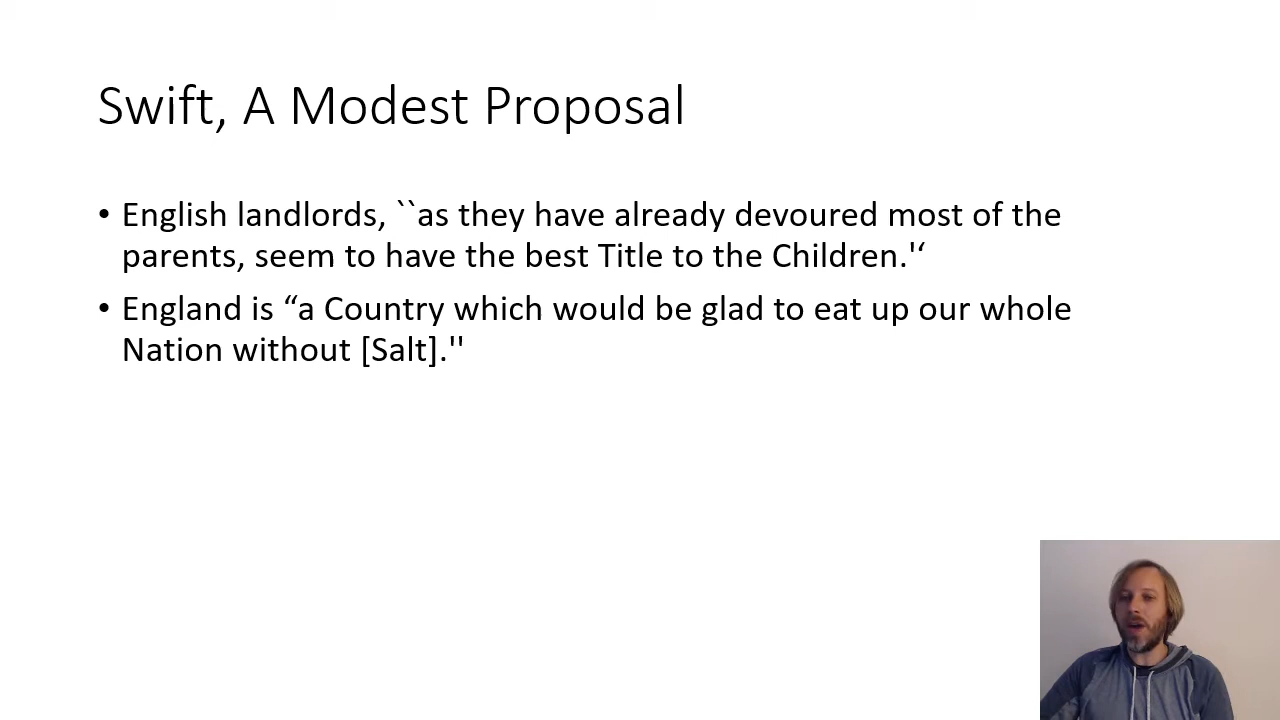 Swift, A Modest Proposal
• English landlords, ``as they have already devoured most of the
parents, seem to have the best Title to the Children.'‘
• England is “a Country which would be glad to eat up our whole
Nation without [Salt].''